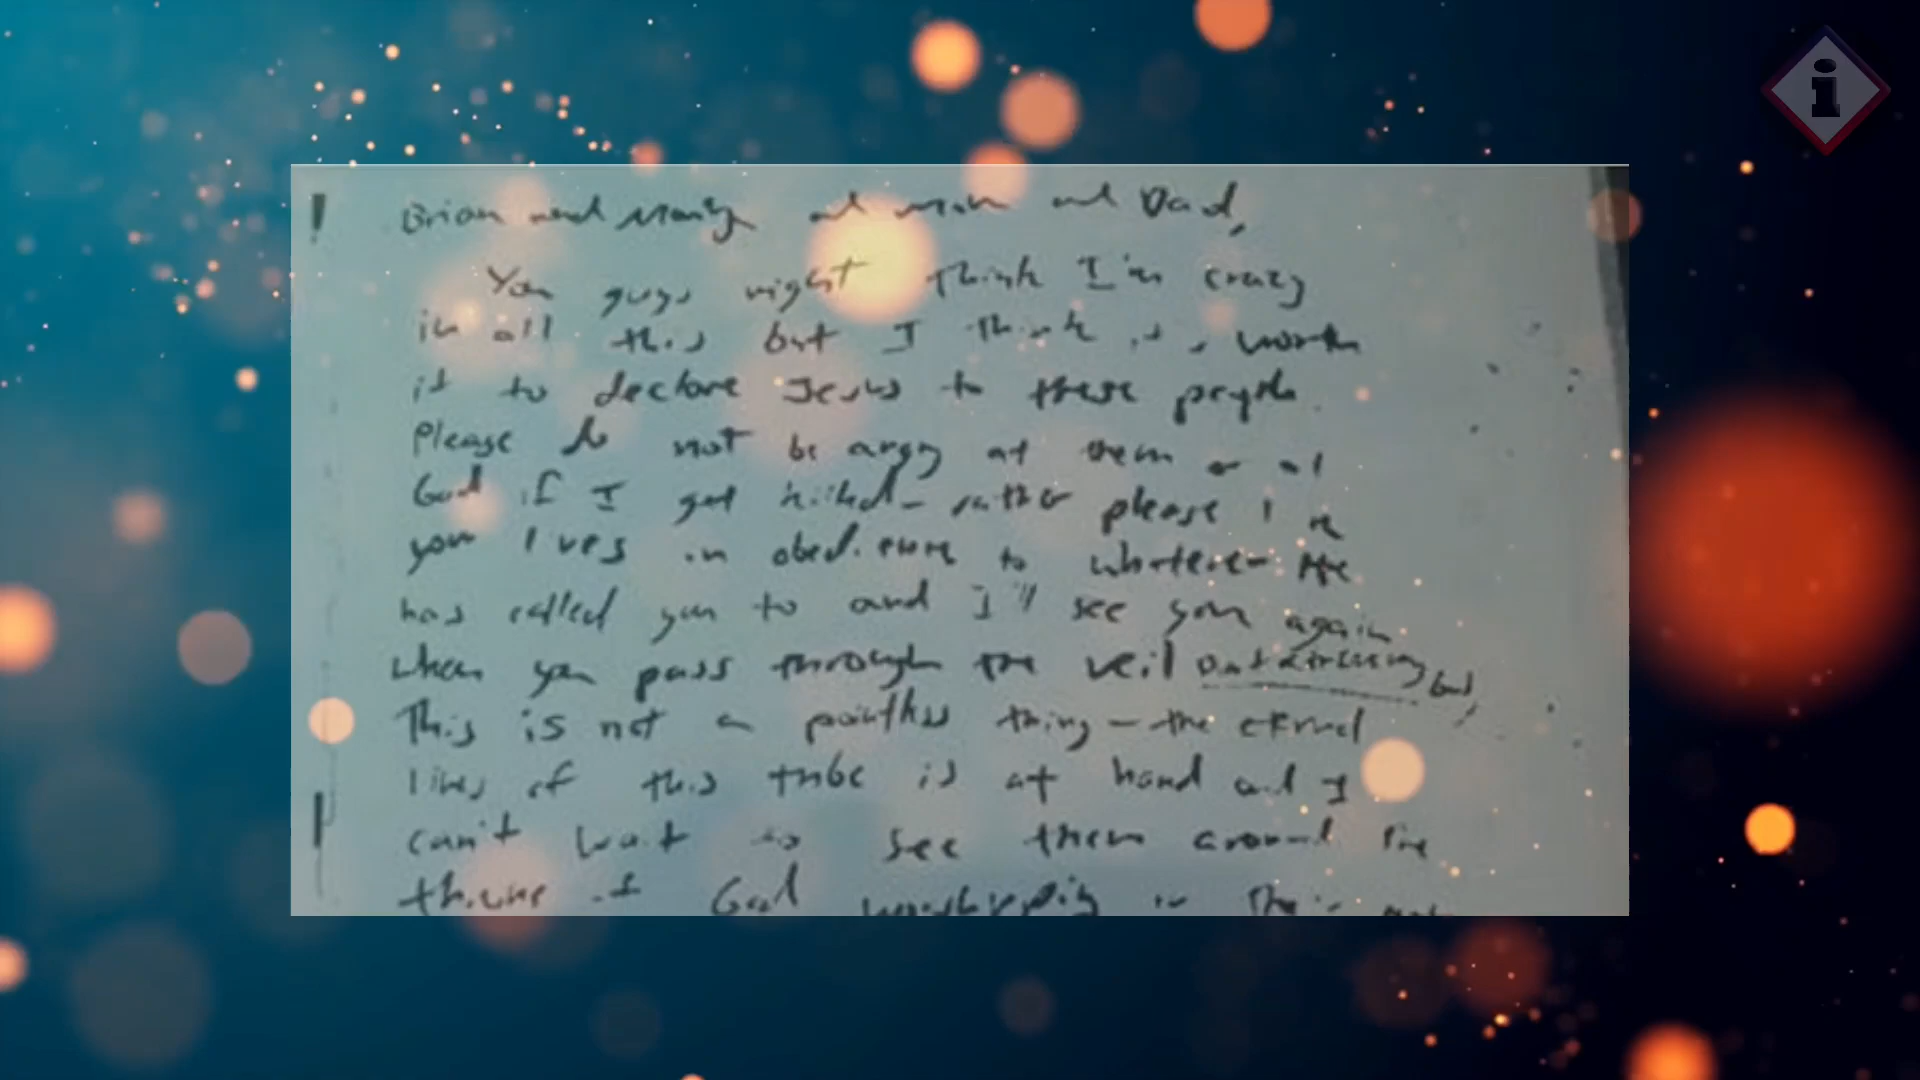 Brian and Marilyn and Mom and Dad,
You guys might think I'm crazy
in all this but I think it's worth
it to declare Jesus to these people.
Please do not be angry at them or at
God if I get killed - rather please live
your lives in obedience to whatever He
has called you to and I'll see you again
when you pass through the veil
This is not a pointless thing - the eternal
lives of this tribe is at hand and I
can't wait to see them around the
throne of God worshipping in their
i